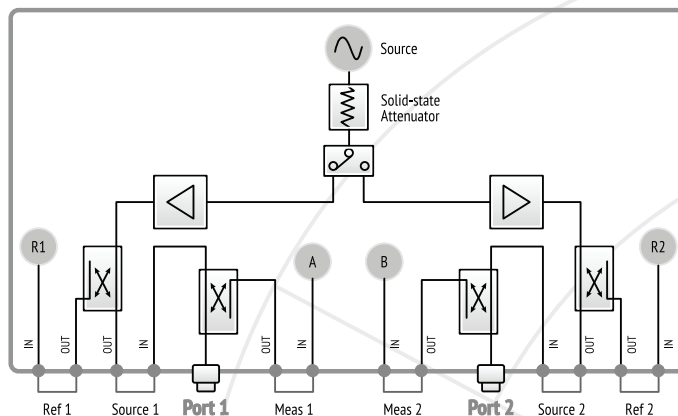 Source
Solid-state
Attenuator
R1
A
B
R2
IN
OUT
OUT
IN
OUT
IN
IN
OUT
IN
OUT
OUT
IN
Ref 1
Source 1
Port 1
Meas 1
Meas 2
Port 2
Source 2
Ref 2